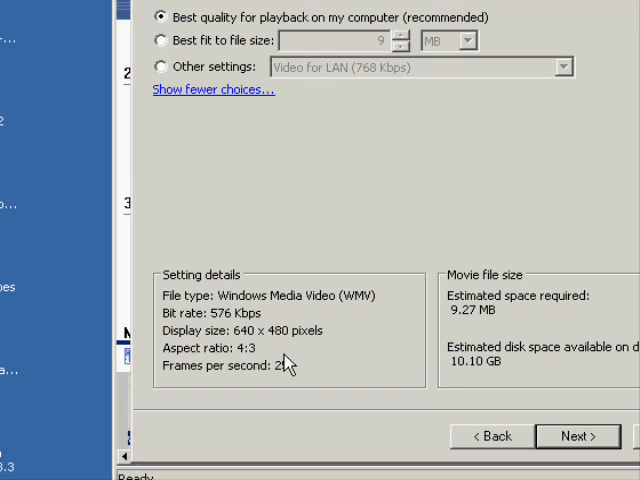 Best quality for playback on my computer (recommended)
Best fit to file size: 9 MB
Other settings: Video for LAN (768 Kbps)
Show fewer choices...
2
3
Setting details
File type: Windows Media Video (WMV)
Bit rate: 576 Kbps
Display size: 640 x 480 pixels
Aspect ratio: 4:3
Frames per second:
Movie file size
Estimated space required:
9.27 MB
Estimated disk space available on
10.10 GB
< Back
Next >
Ready